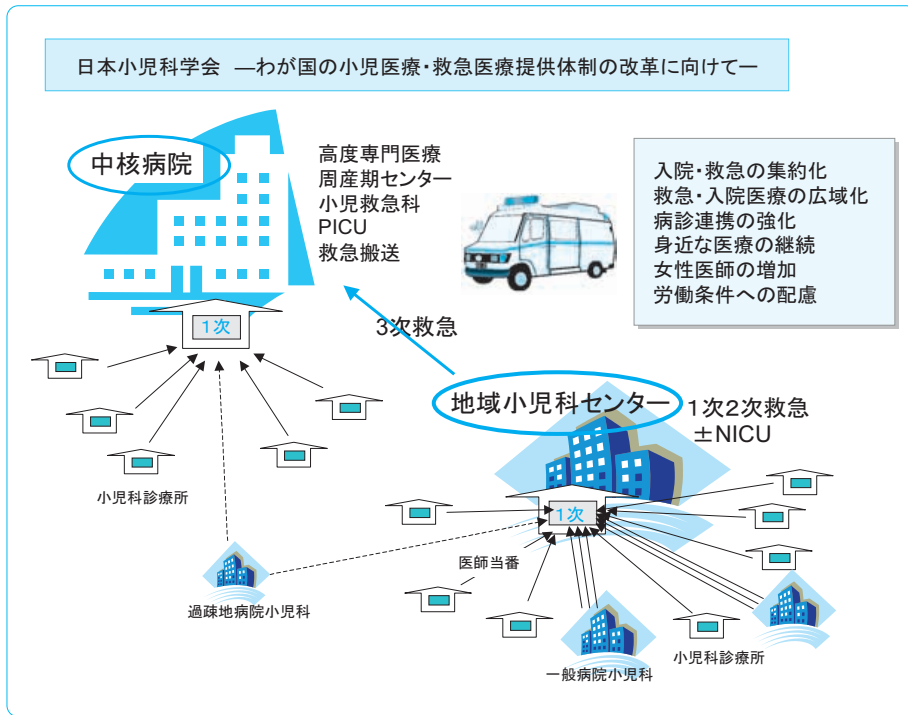 日本小児科学会 ―わが国の小児医療・救急医療提供体制の改革に向けてー
中核病院
高度専門医療
周産期センター
小児救急科
PICU
救急搬送
入院・救急の集約化
救急・入院医療の広域化
病診連携の強化
身近な医療の継続
女性医師の増加
労働条件への配慮
1次
3次救急
地域小児科センター
1次2次救急
±NICU
小児科診療所
1次
医師当番
過疎地病院小児科
小児科診療所
一般病院小児科